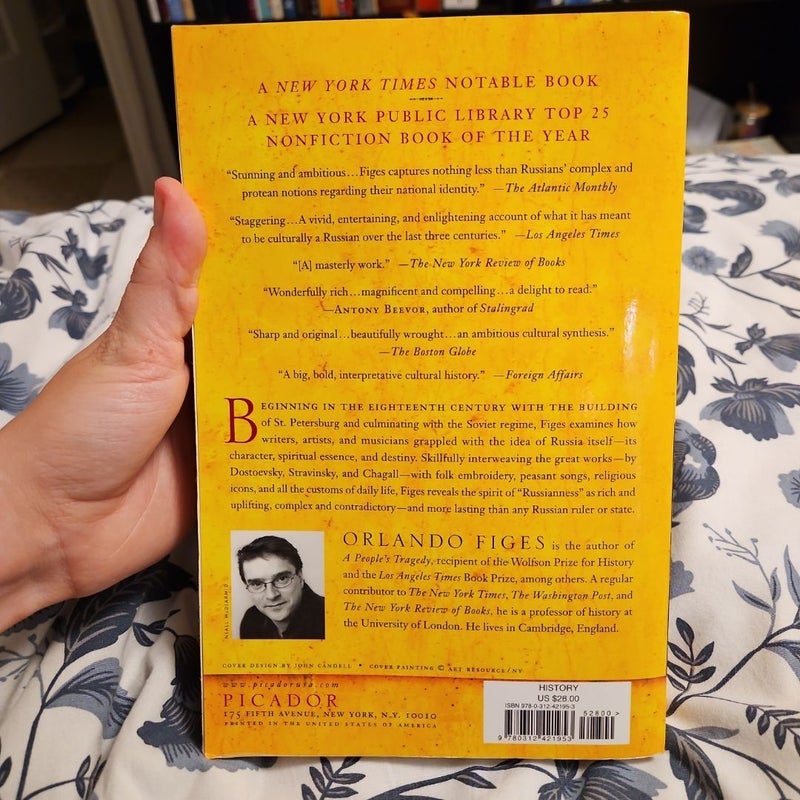 A NEW YORK TIMES NOTABLE BOOK
A NEW YORK PUBLIC LIBRARY TOP 25
NONFICTION BOOK OF THE YEAR
“Stunning and ambitious…Figes captures nothing less than Russians’ complex and
protean notions regarding their national identity.” —The Atlantic Monthly
“Staggering…A vivid, entertaining, and enlightening account of what it has meant
to be culturally a Russian over the last three centuries.” —Los Angeles Times
“[A] masterly work.” —The New York Review of Books
“Wonderfully rich…magnificent and compelling…a delight to read.”
—ANTONY BEEVOR, author of Stalingrad
“Sharp and original…beautifully wrought…an ambitious cultural synthesis.”
—The Boston Globe
“A big, bold, interpretative cultural history.” —Foreign Affairs
BEGINNING IN THE EIGHTEENTH CENTURY WITH THE BUILDING
of St. Petersburg and culminating with the Soviet regime, Figes examines how
writers, artists, and musicians grappled with the idea of Russia itself—its
character, spiritual essence, and destiny. Skillfully interweaving the great works—by
Dostoevsky, Stravinsky, and Chagall—with folk embroidery, peasant songs, religious
icons, and all the customs of daily life, Figes reveals the spirit of “Russianness” as rich and
uplifting, complex and contradictory—and more lasting than any Russian ruler or state.
ORLANDO FIGES is the author of
A People’s Tragedy, recipient of the Wolfson Prize for History
and the Los Angeles Times Book Prize, among others. A regular
contributor to The New York Times, The Washington Post, and
The New York Review of Books, he is a professor of history at
the University of London. He lives in Cambridge, England.
COVER DESIGN BY JOHN CANDELL • COVER PAINTING © ART RESOURCE/NY
www.picadorusa.com
PICADOR
175 FIFTH AVENUE, NEW YORK, N.Y. 10010
PRINTED IN THE UNITED STATES OF AMERICA
HISTORY
US $28.00
ISBN 978-0-312-42195-3
52800 >
9 780312 421953